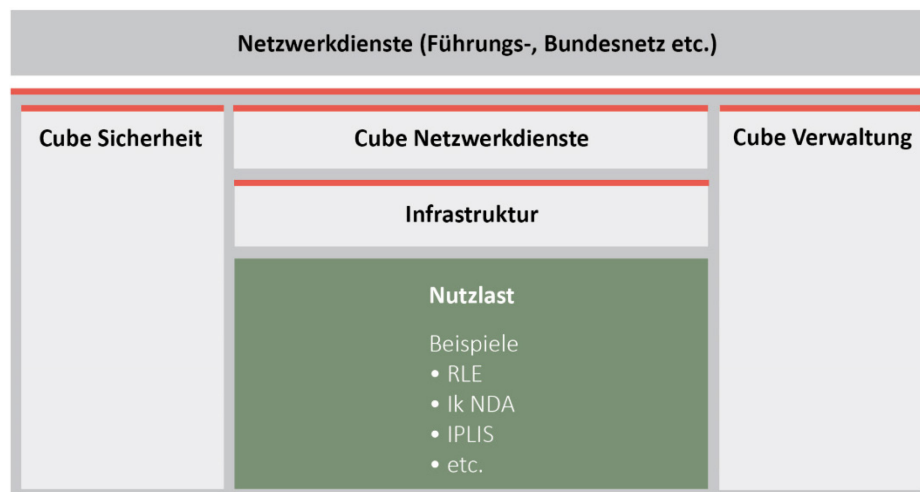 Netzwerkdienste (Führungs-, Bundesnetz etc.)
Cube Sicherheit
Cube Netzwerkdienste
Cube Verwaltung
Infrastruktur
Nutzlast
Beispiele
• RLE
• Ik NDA
• IPLIS
• etc.